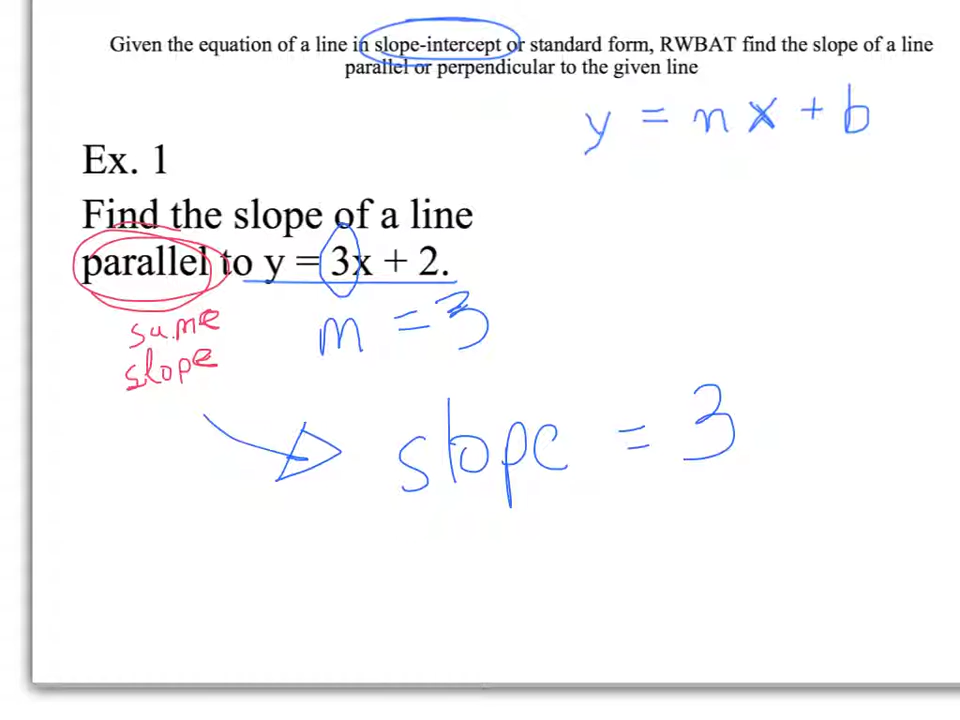 Given the equation of a line in slope-intercept or standard form, RWBAT find the slope of a line
parallel or perpendicular to the given line
y = nx + b
Ex. 1
Find the slope of a line
parallel to y = 3x + 2.
same
slope
m = 3
slope = 3